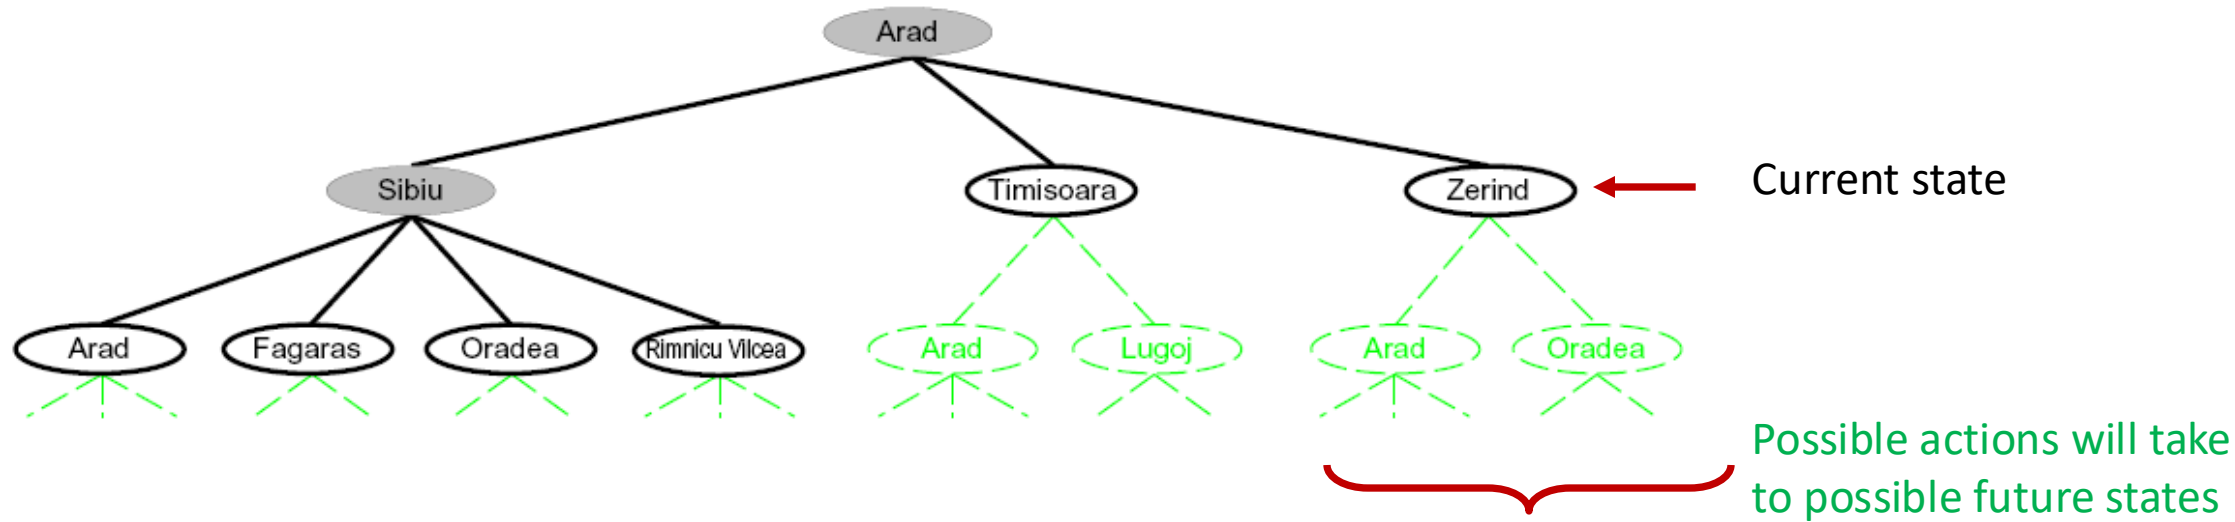 Arad
Sibiu
Timisoara
Zerind
Current state
Arad
Fagaras
Oradea
Rimnicu Vilcea
Arad
Lugoj
Arad
Oradea
Possible actions will take
to possible future states